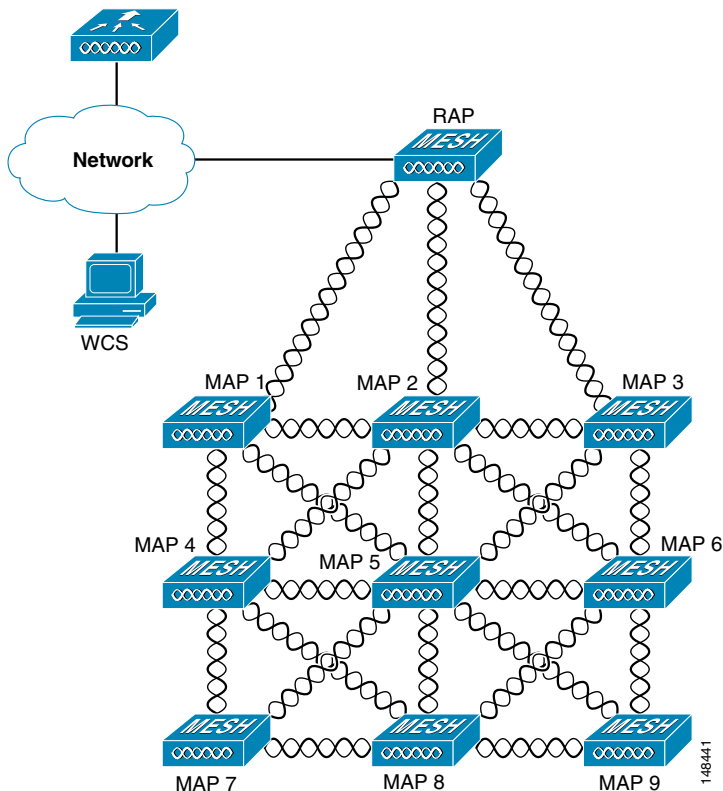 RAP
MESH
Network
WCS
MAP 1
MAP 2
MAP 3
MESH
MESH
MESH
MAP 4
MAP 5
MAP 6
MESH
MESH
MESH
MESH
MESH
MESH
MAP 7
MAP 8
MAP 9
148441